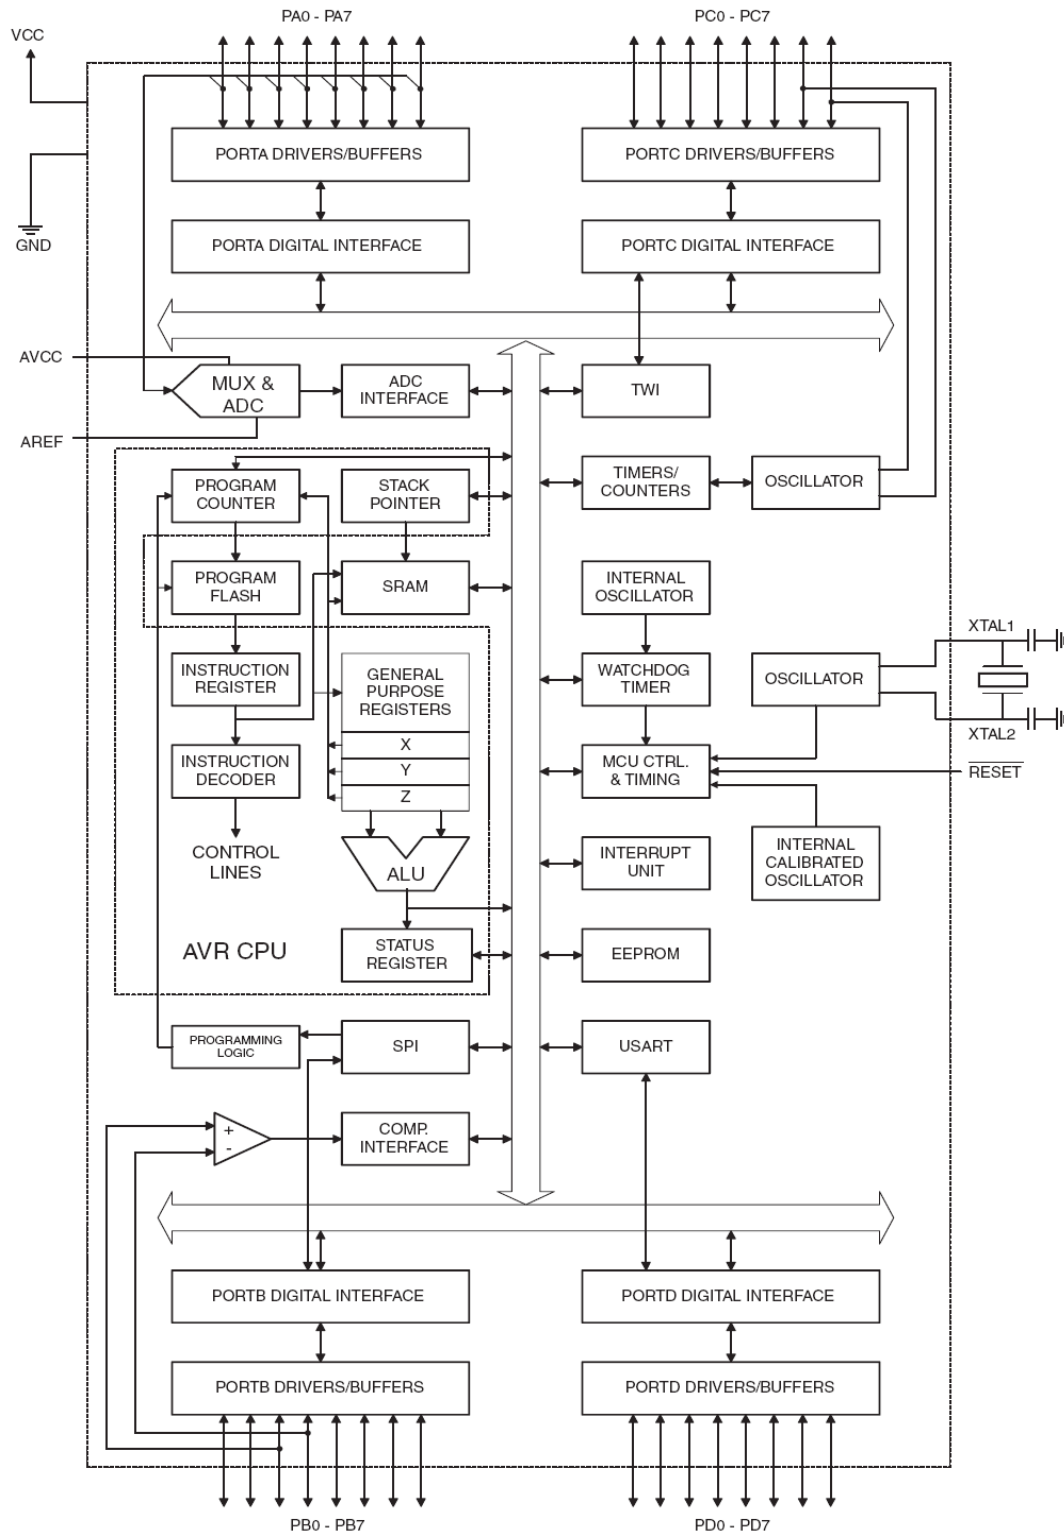 PA0 - PA7
PC0 - PC7
VCC
PORTA DRIVERS/BUFFERS
PORTC DRIVERS/BUFFERS
GND
PORTA DIGITAL INTERFACE
PORTC DIGITAL INTERFACE
AVCC
MUX &
ADC
ADC
INTERFACE
TWI
AREF
PROGRAM
COUNTER
STACK
POINTER
TIMERS/
COUNTERS
OSCILLATOR
PROGRAM
FLASH
SRAM
INTERNAL
OSCILLATOR
XTAL1
INSTRUCTION
REGISTER
GENERAL
PURPOSE
REGISTERS
WATCHDOG
TIMER
OSCILLATOR
XTAL2
X
INSTRUCTION
DECODER
Y
Z
MCU CTRL.
& TIMING
RESET
CONTROL
LINES
ALU
INTERRUPT
UNIT
INTERNAL
CALIBRATED
OSCILLATOR
AVR CPU
STATUS
REGISTER
EEPROM
PROGRAMMING
LOGIC
SPI
USART
+
-
COMP.
INTERFACE
PORTB DIGITAL INTERFACE
PORTD DIGITAL INTERFACE
PORTB DRIVERS/BUFFERS
PORTD DRIVERS/BUFFERS
PB0 - PB7
PD0 - PD7